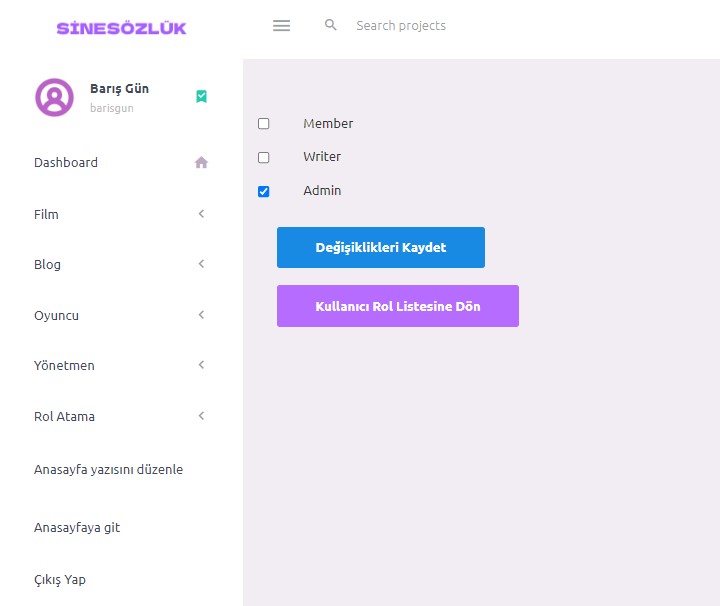 SİNESÖZLÜK
Search projects
Barış Gün
barisgun
Dashboard
Film
Blog
Oyuncu
Yönetmen
Rol Atama
Anasayfa yazısını düzenle
Anasayfaya git
Çıkış Yap
Member
Writer
Admin
Değişiklikleri Kaydet
Kullanıcı Rol Listesine Dön